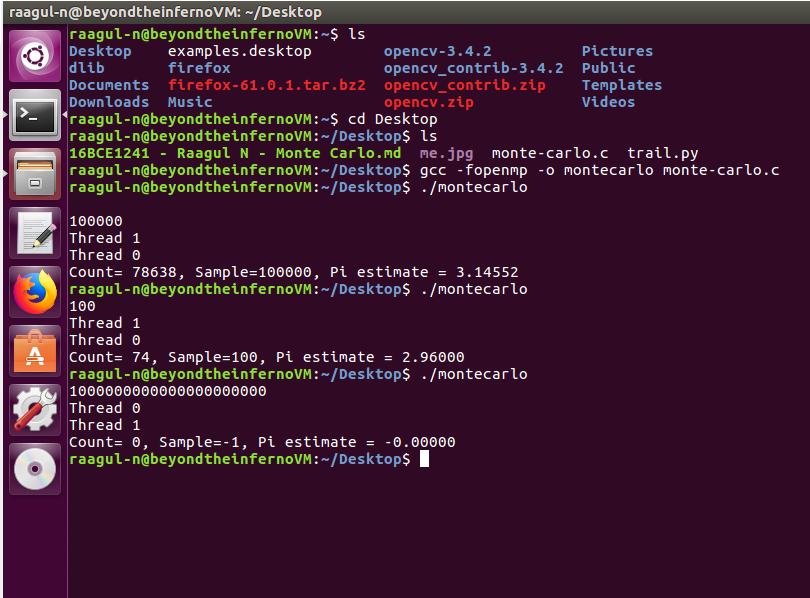 raagul-n@beyondtheinfernoVM: ~/Desktop
raagul-n@beyondtheinfernoVM:~$ ls
Desktop examples.desktop opencv-3.4.2 Pictures
dlib firefox opencv_contrib-3.4.2 Public
Documents firefox-61.0.1.tar.bz2 opencv_contrib.zip Templates
Downloads Music opencv.zip Videos
raagul-n@beyondtheinfernoVM:~$ cd Desktop
raagul-n@beyondtheinfernoVM:~/Desktop$ ls
16BCE1241 - Raagul N - Monte Carlo.md me.jpg monte-carlo.c trail.py
raagul-n@beyondtheinfernoVM:~/Desktop$ gcc -fopenmp -o montecarlo monte-carlo.c
raagul-n@beyondtheinfernoVM:~/Desktop$ ./montecarlo
100000
Thread 1
Thread 0
Count= 78638, Sample=100000, Pi estimate = 3.14552
raagul-n@beyondtheinfernoVM:~/Desktop$ ./montecarlo
100
Thread 1
Thread 0
Count= 74, Sample=100, Pi estimate = 2.96000
raagul-n@beyondtheinfernoVM:~/Desktop$ ./montecarlo
1000000000000000000000
Thread 0
Thread 1
Count= 0, Sample=-1, Pi estimate = -0.00000
raagul-n@beyondtheinfernoVM:~/Desktop$